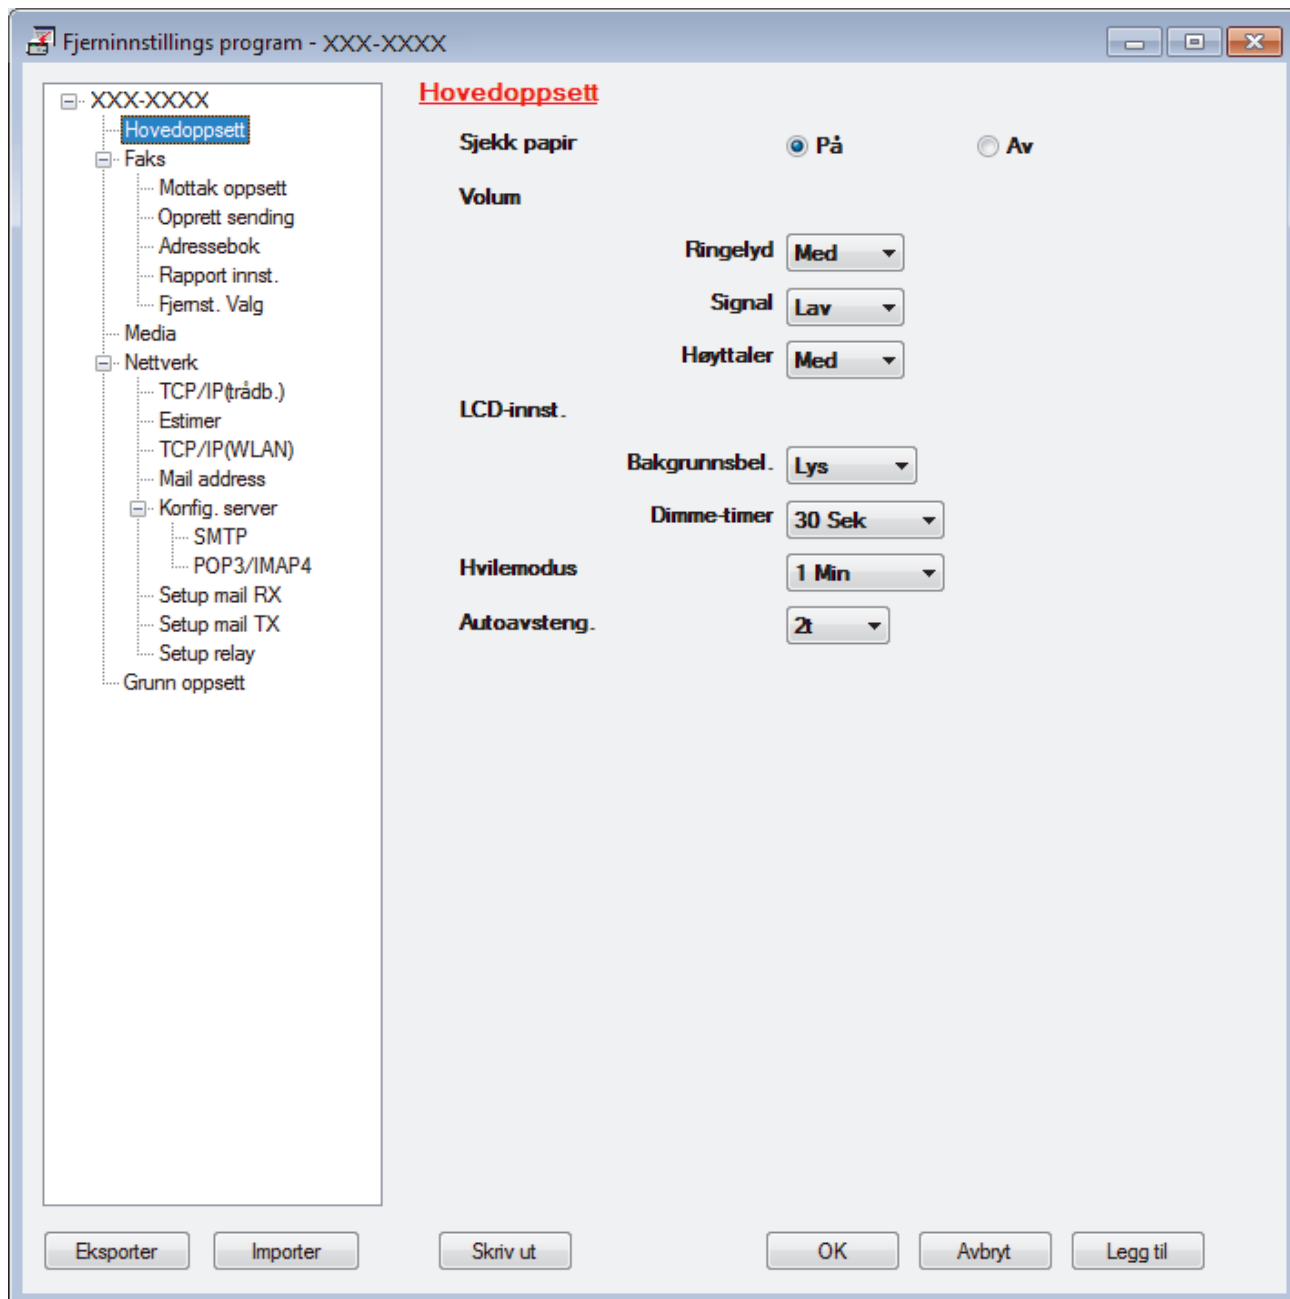 Fjerninnstillings program - XXX-XXXX
XXX-XXXX
Hovedoppsett
Faks
Mottak oppsett
Opprett sending
Adressebok
Rapport innst.
Fjernst. Valg
Media
Nettverk
TCP/IP(trådb.)
Estimer
TCP/IP(WLAN)
Mail address
Konfig. server
SMTP
POP3/IMAP4
Setup mail RX
Setup mail TX
Setup relay
Grunn oppsett
Hovedoppsett
Sjekk papir På Av
Volum
Ringelyd Med
Signal Lav
Høyttaler Med
LCD-innst.
Bakgrunnsbel. Lys
Dimme-timer 30 Sek
Hvilemodus 1 Min
Autoavsteng. 2t
Eksporter Importer Skriv ut OK Avbryt Legg til